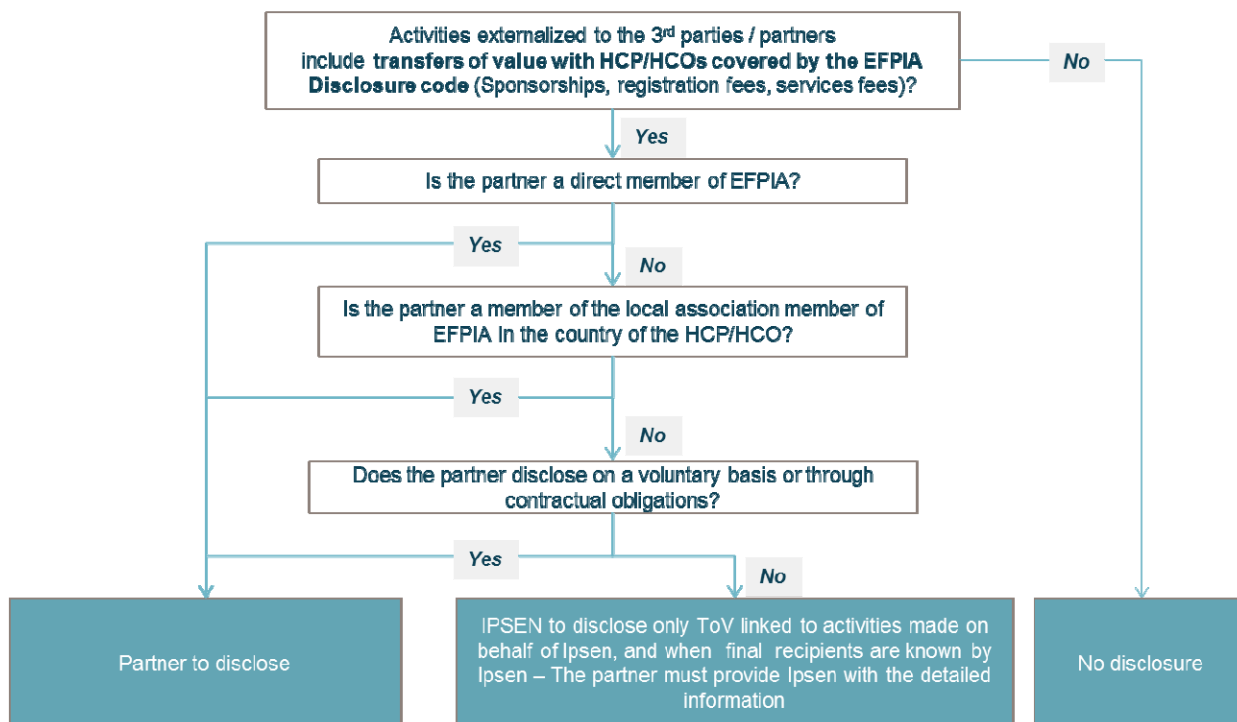 Activities externalized to the 3rd parties / partners
include transfers of value with HCP/HCOs covered by the EFPIA
Disclosure code (Sponsorships, registration fees, services fees)?
No
Yes
Is the partner a direct member of EFPIA?
Yes
No
Is the partner a member of the local association member of
EFPIA in the country of the HCP/HCO?
Yes
No
Does the partner disclose on a voluntary basis or through
contractual obligations?
Yes
No
Partner to disclose
IPSEN to disclose only ToV linked to activities made on
behalf of Ipsen, and when final recipients are known by
Ipsen – The partner must provide Ipsen with the detailed
information
No disclosure